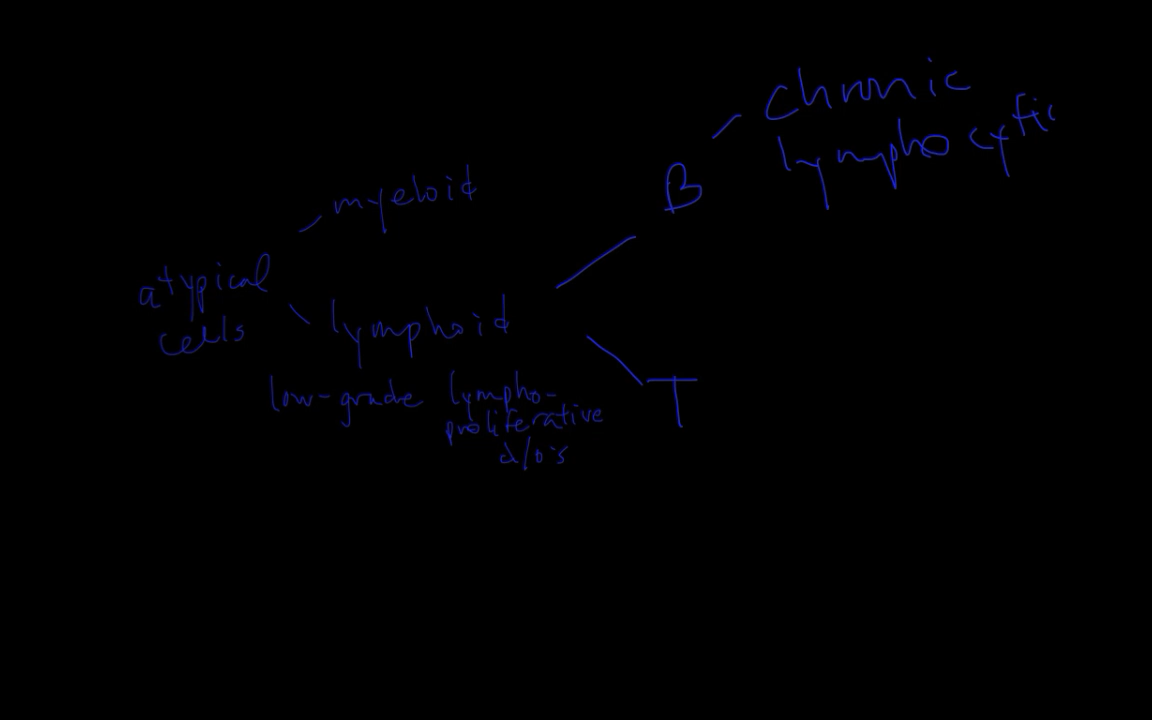 Chronic
lymphocytic
B
myeloid
atypical
cells
lymphoid
T
low-grade lympho-
proliferative
d/o's